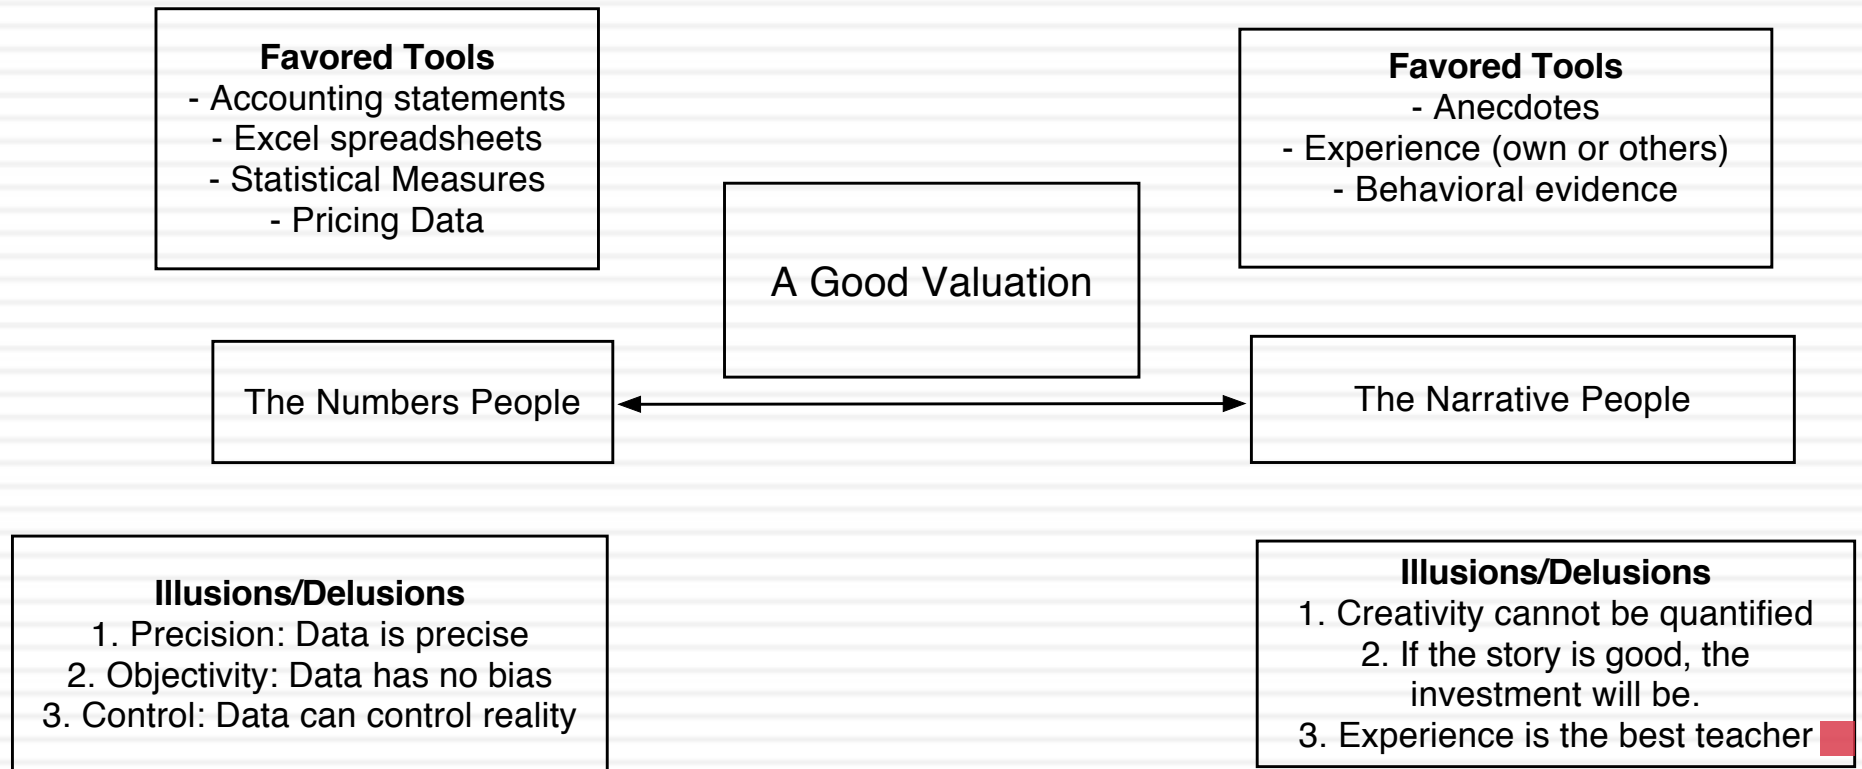 Favored Tools
- Accounting statements
- Excel spreadsheets
- Statistical Measures
- Pricing Data
Favored Tools
- Anecdotes
- Experience (own or others)
- Behavioral evidence
A Good Valuation
The Numbers People
The Narrative People
Illusions/Delusions
1. Precision: Data is precise
2. Objectivity: Data has no bias
3. Control: Data can control reality
Illusions/Delusions
1. Creativity cannot be quantified
2. If the story is good, the
investment will be.
3. Experience is the best teacher